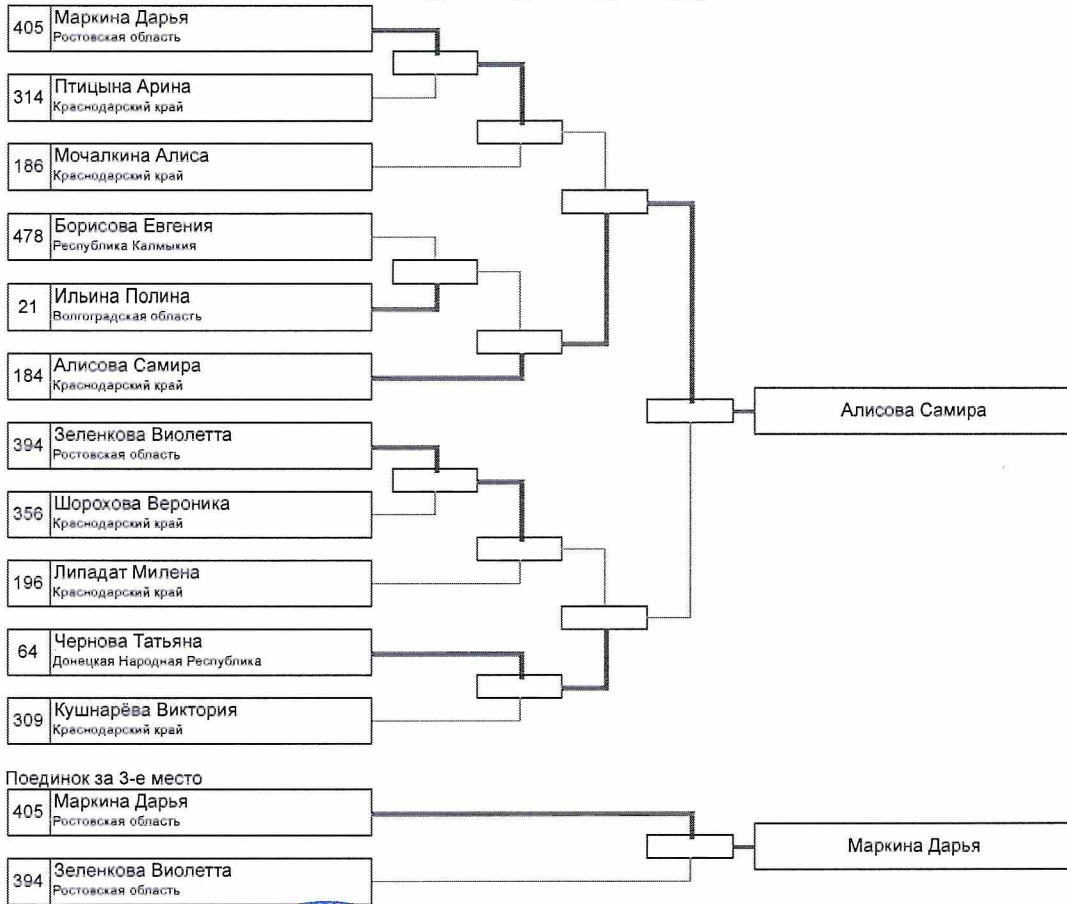 405 Маркина Дарья
Ростовская область
314 Птицына Арина
Краснодарский край
186 Мочалкина Алиса
Краснодарский край
478 Борисова Евгения
Республика Калмыкия
21 Ильина Полина
Волгоградская область
184 Алисова Самира
Краснодарский край
Алисова Самира
394 Зеленкова Виолетта
Ростовская область
356 Шорохова Вероника
Краснодарский край
196 Липадат Милена
Краснодарский край
64 Чернова Татьяна
Донецкая Народная Республика
309 Кушнарёва Виктория
Краснодарский край
Поединок за 3-е место
405 Маркина Дарья
Ростовская область
Маркина Дарья
394 Зеленкова Виолетта
Ростовская область